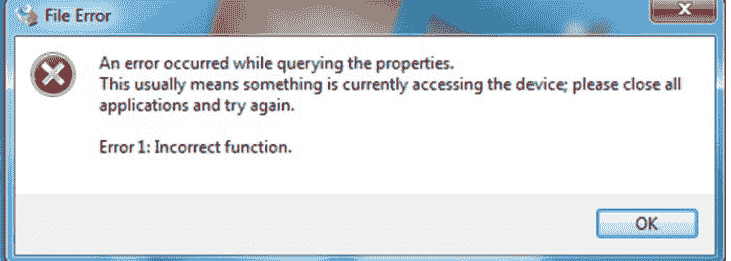 File Error
An error occurred while querying the properties.
This usually means something is currently accessing the device; please close all
applications and try again.
Error 1: Incorrect function.
OK